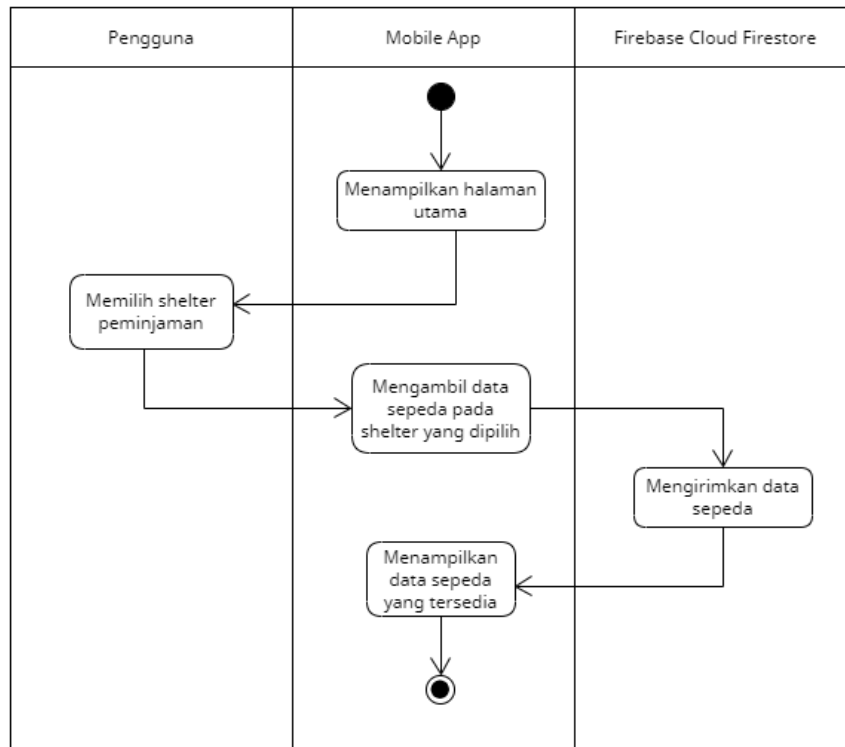 Pengguna
Mobile App
Firebase Cloud Firestore
Menampilkan halaman
utama
Memilih shelter
peminjaman
Mengambil data
sepeda pada
shelter yang dipilih
Mengirimkan data
sepeda
Menampilkan
data sepeda
yang tersedia